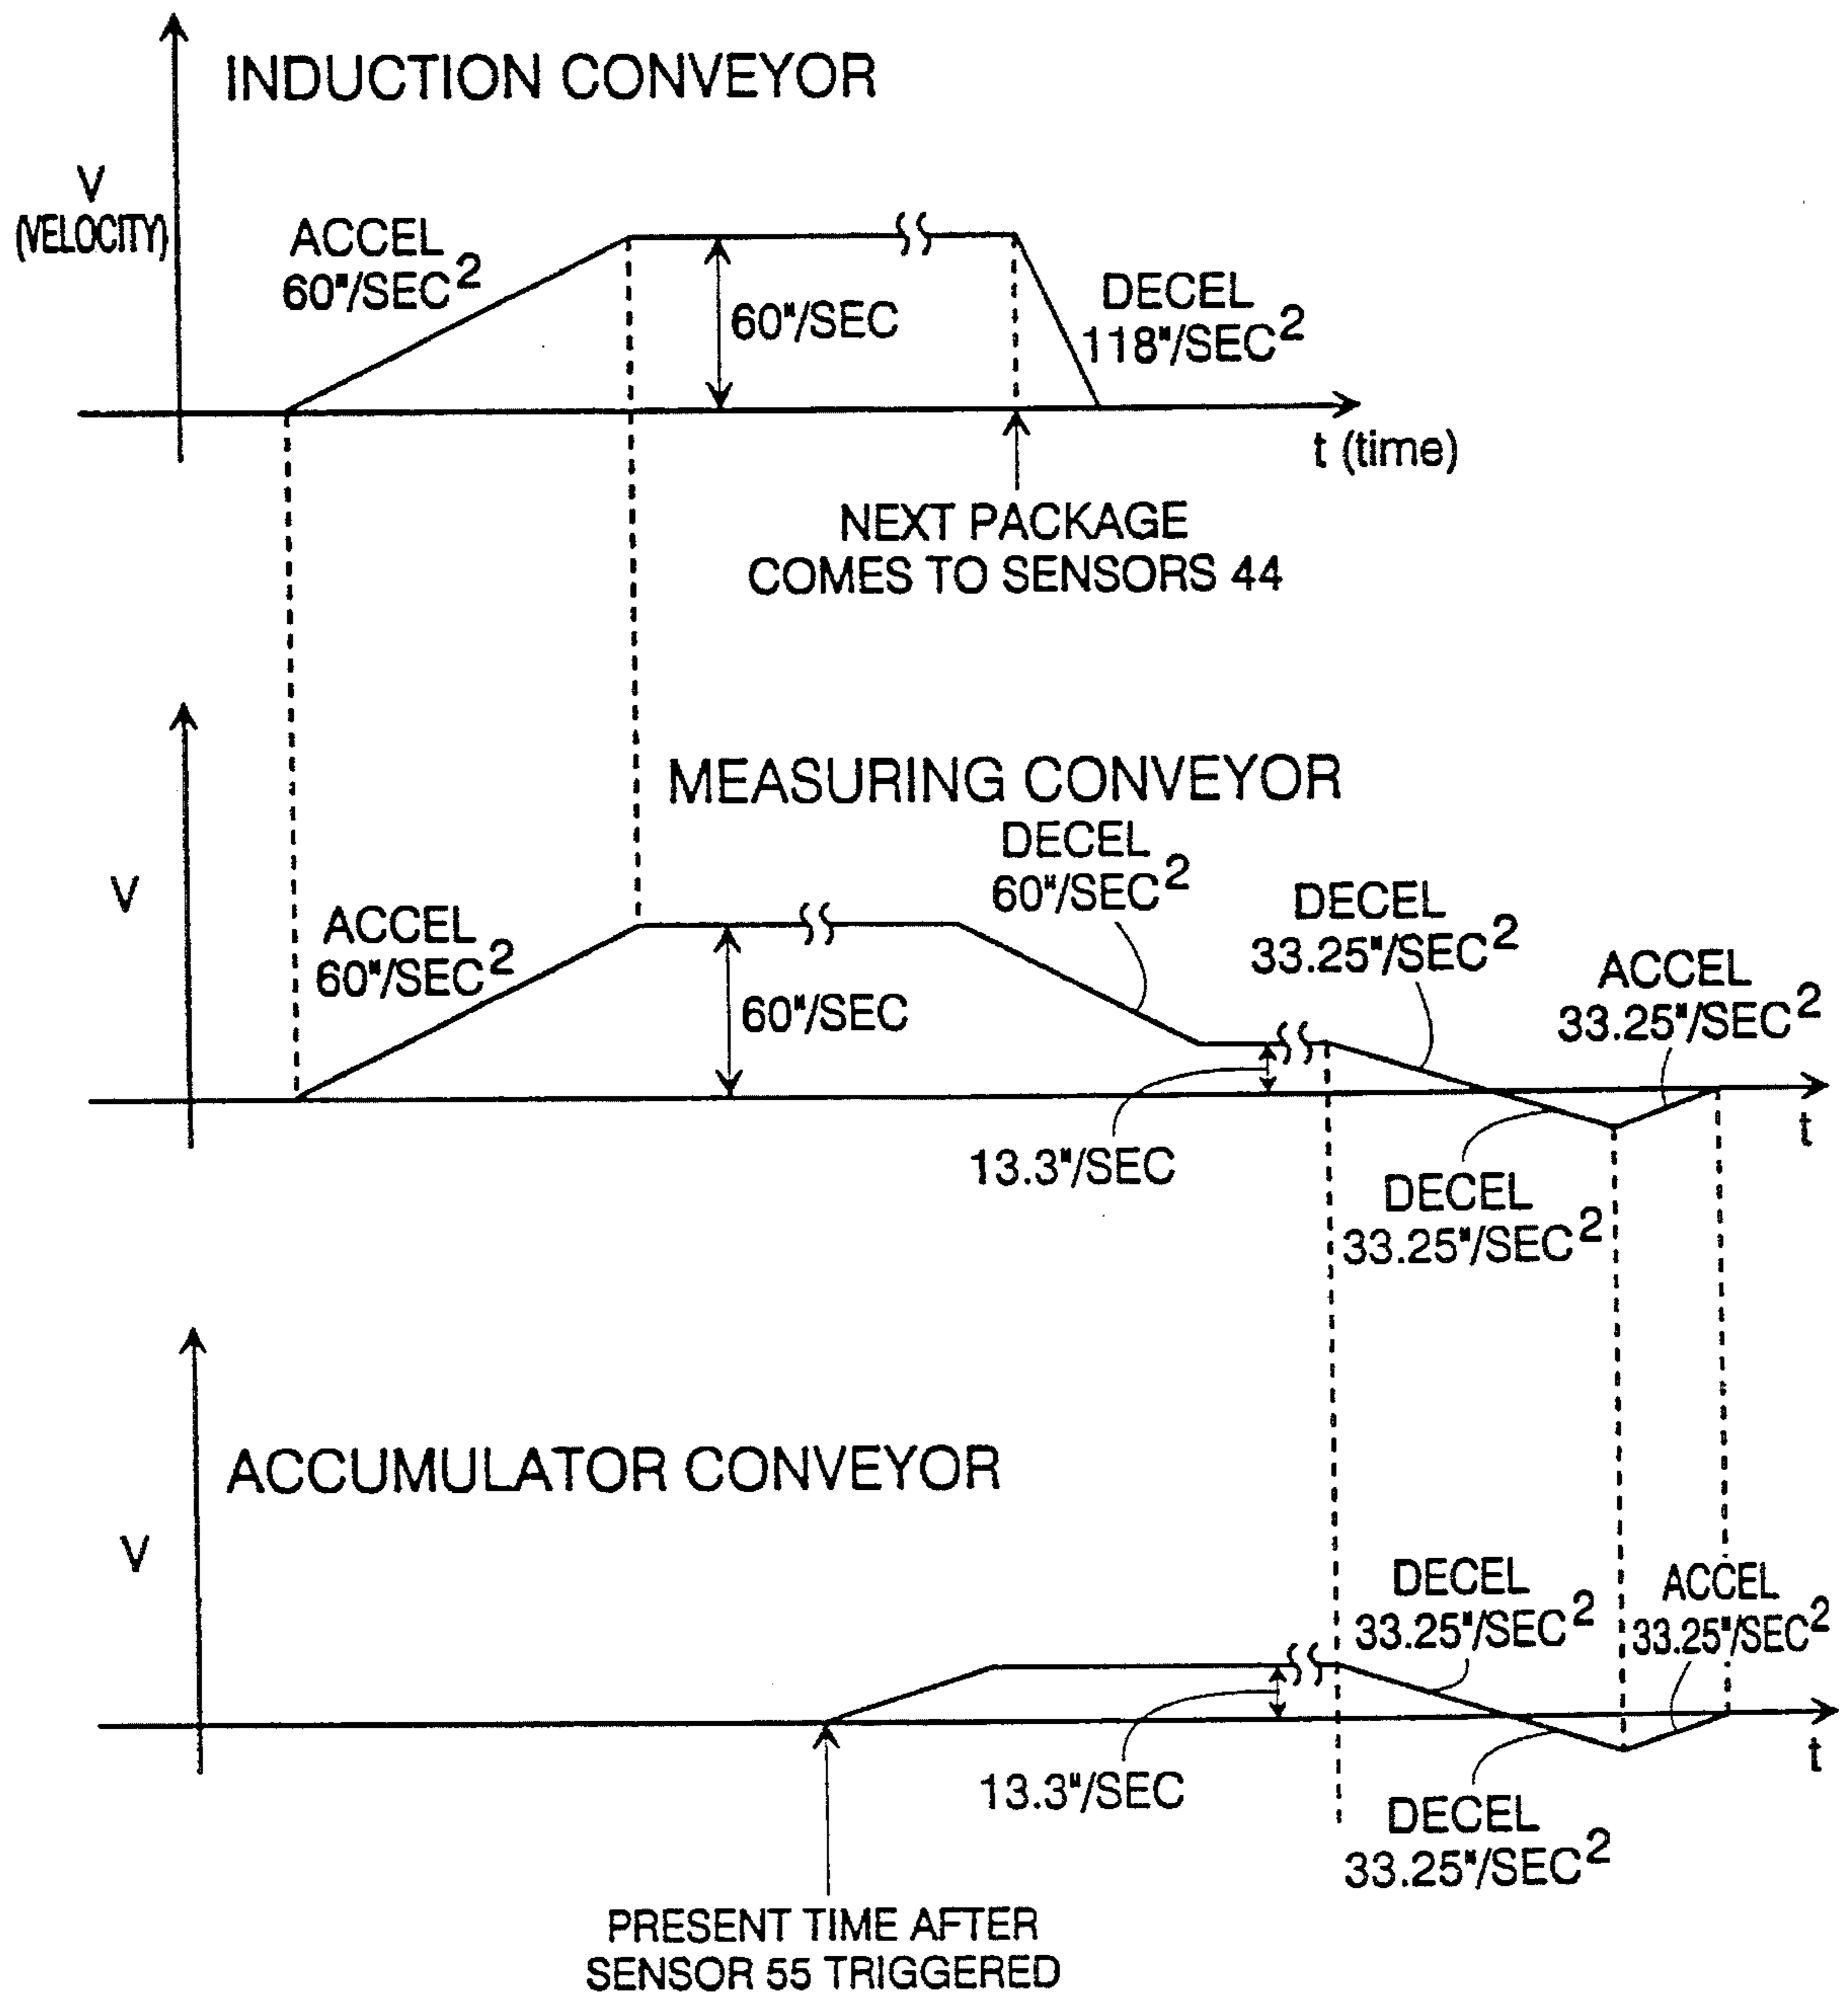 INDUCTION CONVEYOR
V
(VELOCITY)
ACCEL
60"/SEC2
60"/SEC
DECEL
118"/SEC2
t (time)
NEXT PACKAGE
COMES TO SENSORS 44
MEASURING CONVEYOR
V
ACCEL
60"/SEC2
60"/SEC
DECEL
60"/SEC2
DECEL
33.25"/SEC2
ACCEL
33.25"/SEC2
t
13.3"/SEC
DECEL
33.25"/SEC2
ACCUMULATOR CONVEYOR
V
DECEL
33.25"/SEC2
ACCEL
33.25"/SEC2
t
13.3"/SEC
DECEL
33.25"/SEC2
PRESENT TIME AFTER
SENSOR 55 TRIGGERED